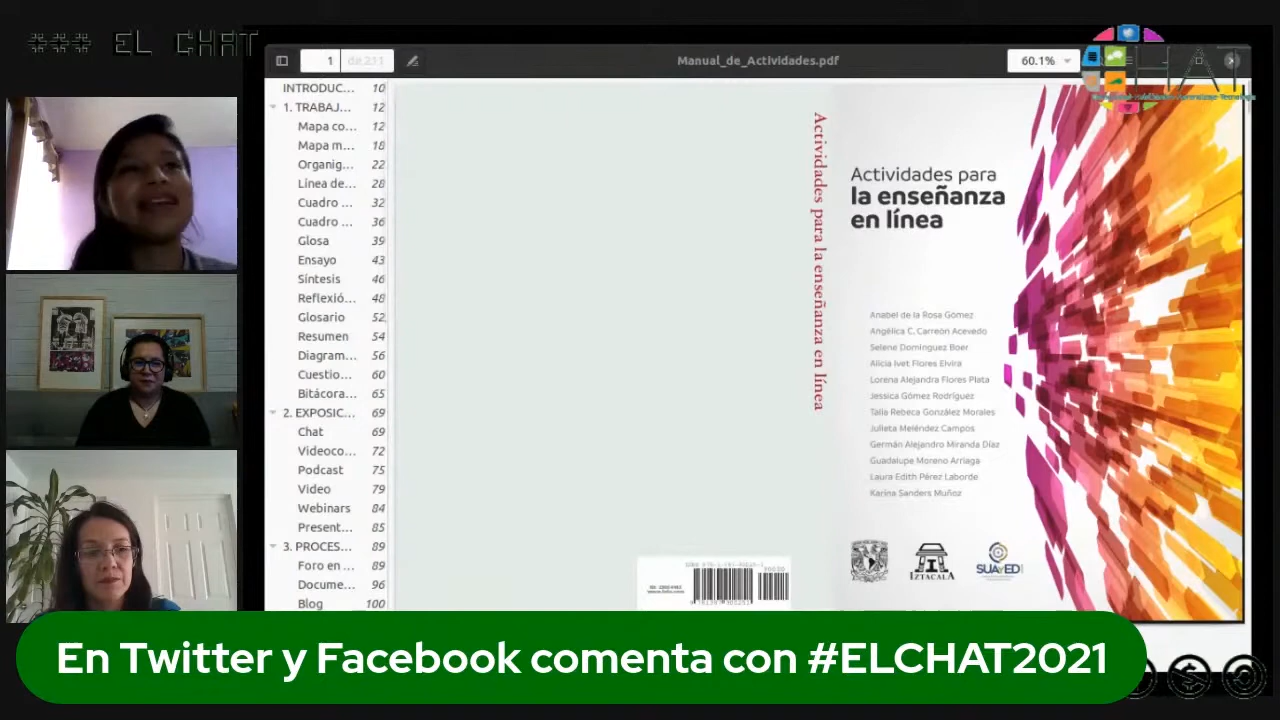 ### EL CHAT
1
de 211
Manual_de_Actividades.pdf
60.1%
CHAT
INTRODUC... 10
1. TRABAJ... 12
Mapa co... 12
Mapa m... 18
Organig... 22
Línea de... 28
Cuadro ... 32
Cuadro ... 36
Glosa 39
Ensayo 43
Síntesis 46
Reflexió... 48
Glosario 52
Resumen 54
Diagram... 56
Cuestio... 60
Bitácora... 65
2. EXPOSIC... 69
Chat 69
Videoco... 72
Podcast 75
Video 79
Webinars 84
Present... 85
3. PROCES... 89
Foro en ... 89
Docume... 96
Blog 100
Actividades para la enseñanza en línea
Actividades para
la enseñanza
en línea
Anabel de la Rosa Gómez
Angélica C. Carreón Acevedo
Selene Domínguez Boer
Alicia Ivet Flores Elvira
Lorena Alejandra Flores Plata
Jessica Gómez Rodríguez
Talía Rebeca González Morales
Julieta Meléndez Campos
Germán Alejandro Miranda Díaz
Guadalupe Moreno Arriaga
Laura Edith Pérez Laborde
Karina Sanders Muñoz
IZTACALA
SUAYED
En Twitter y Facebook comenta con #ELCHAT2021